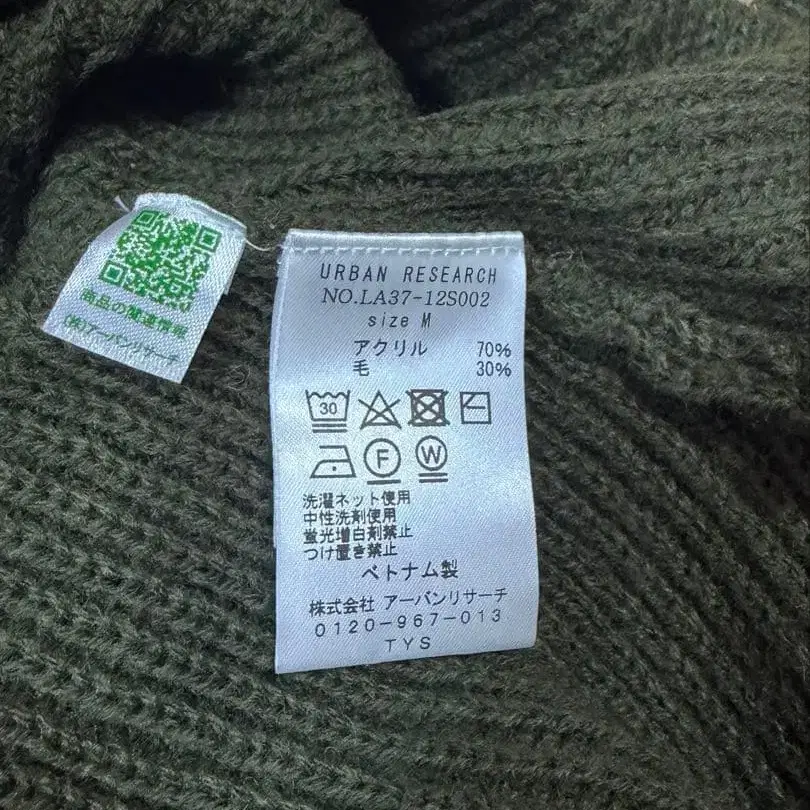 商品の関連情報
(株)アーバンリサーチ
URBAN RESEARCH
NO.LA37-12S002
size M
アクリル 70%
毛 30%
30
F W
洗濯ネット使用
中性洗剤使用
蛍光増白剤禁止
つけ置き禁止
ベトナム製
株式会社 アーバンリサーチ
0120-967-013
TYS